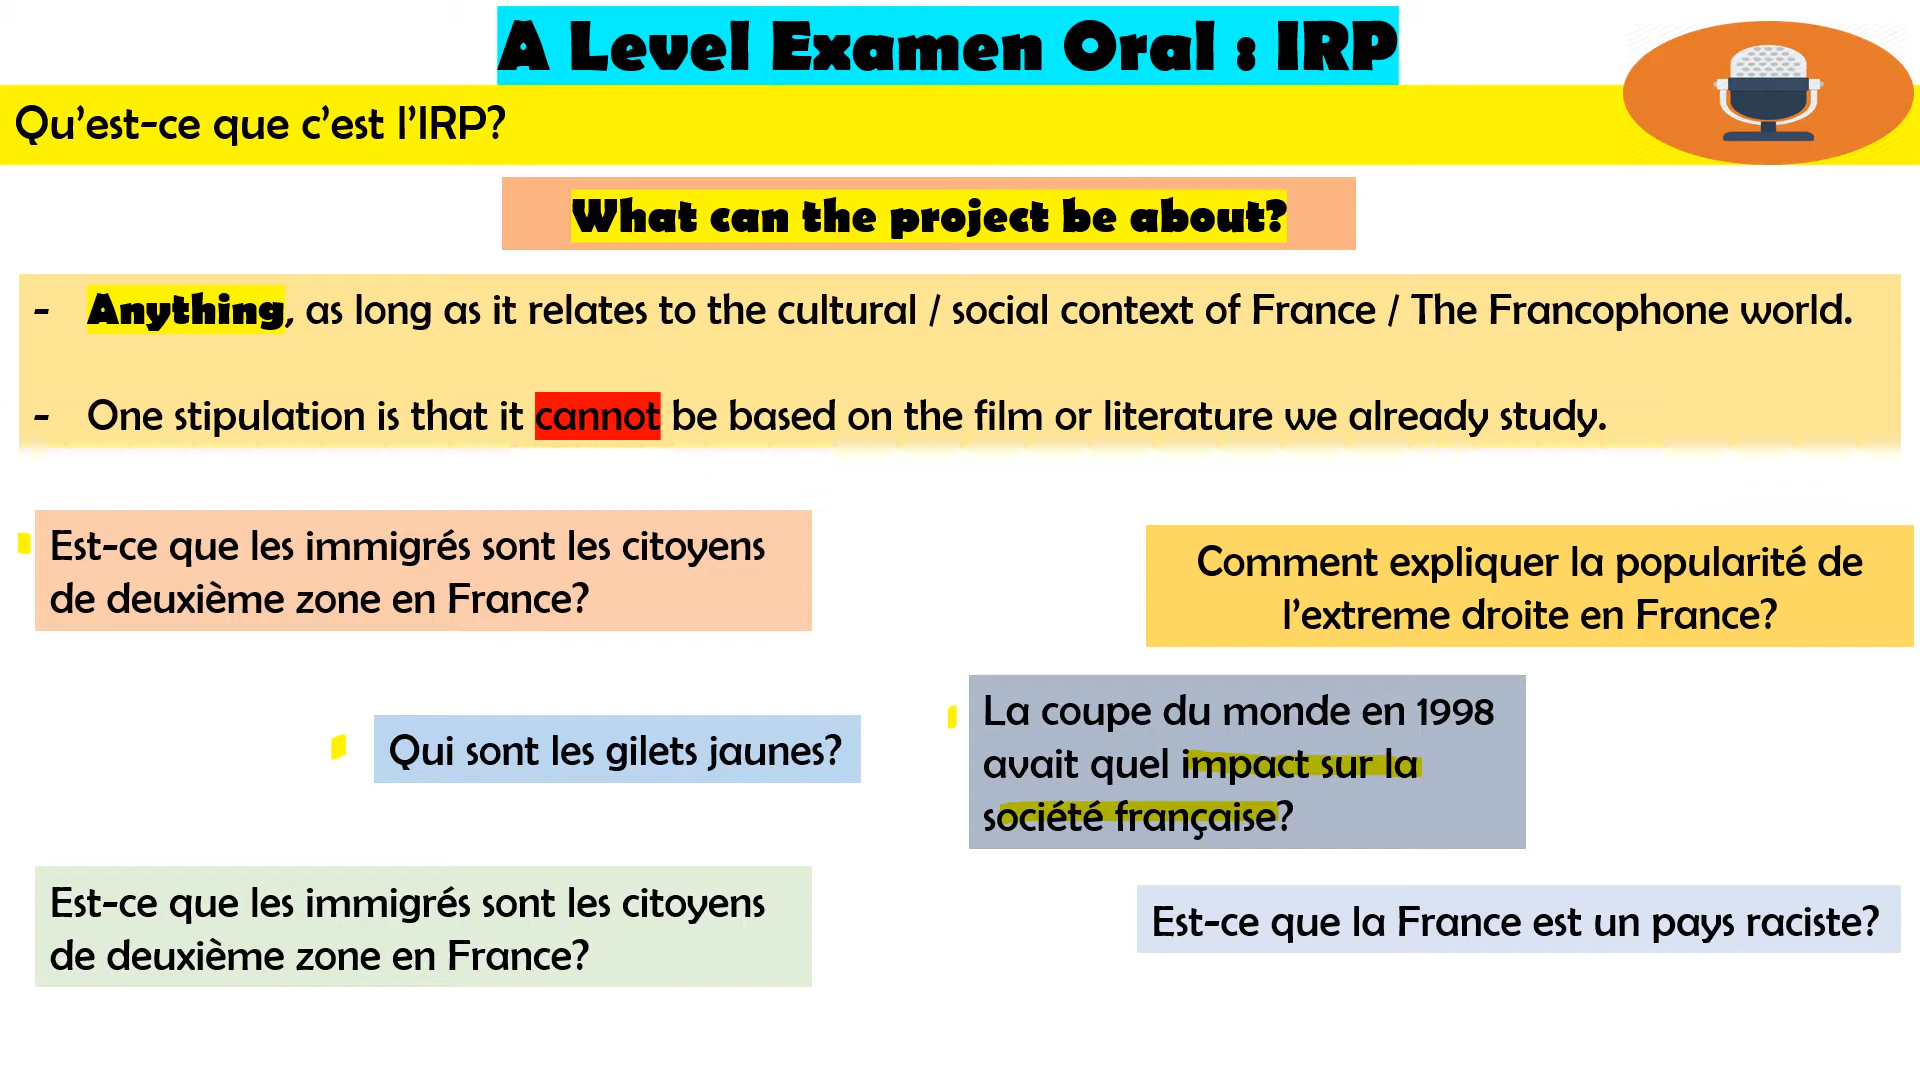 A Level Examen Oral : IRP
Qu’est-ce que c’est l’IRP?
What can the project be about?
- Anything, as long as it relates to the cultural / social context of France / The Francophone world.
- One stipulation is that it cannot be based on the film or literature we already study.
Est-ce que les immigrés sont les citoyens
de deuxième zone en France?
Comment expliquer la popularité de
l’extreme droite en France?
Qui sont les gilets jaunes?
La coupe du monde en 1998
avait quel impact sur la
société française?
Est-ce que les immigrés sont les citoyens
de deuxième zone en France?
Est-ce que la France est un pays raciste?